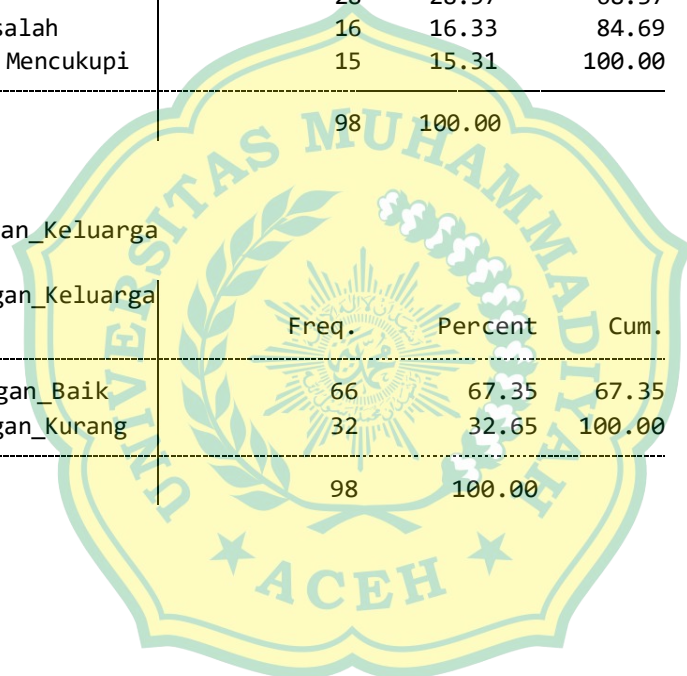 salah 16 16.33 84.69
Mencukupi 15 15.31 100.00
98 100.00
an_Keluarga
gan_Keluarga
Freq. Percent Cum.
gan_Baik 66 67.35 67.35
gan_Kurang 32 32.65 100.00
98 100.00
UNIVERSITAS MUHAMMADIYAH
ACEH